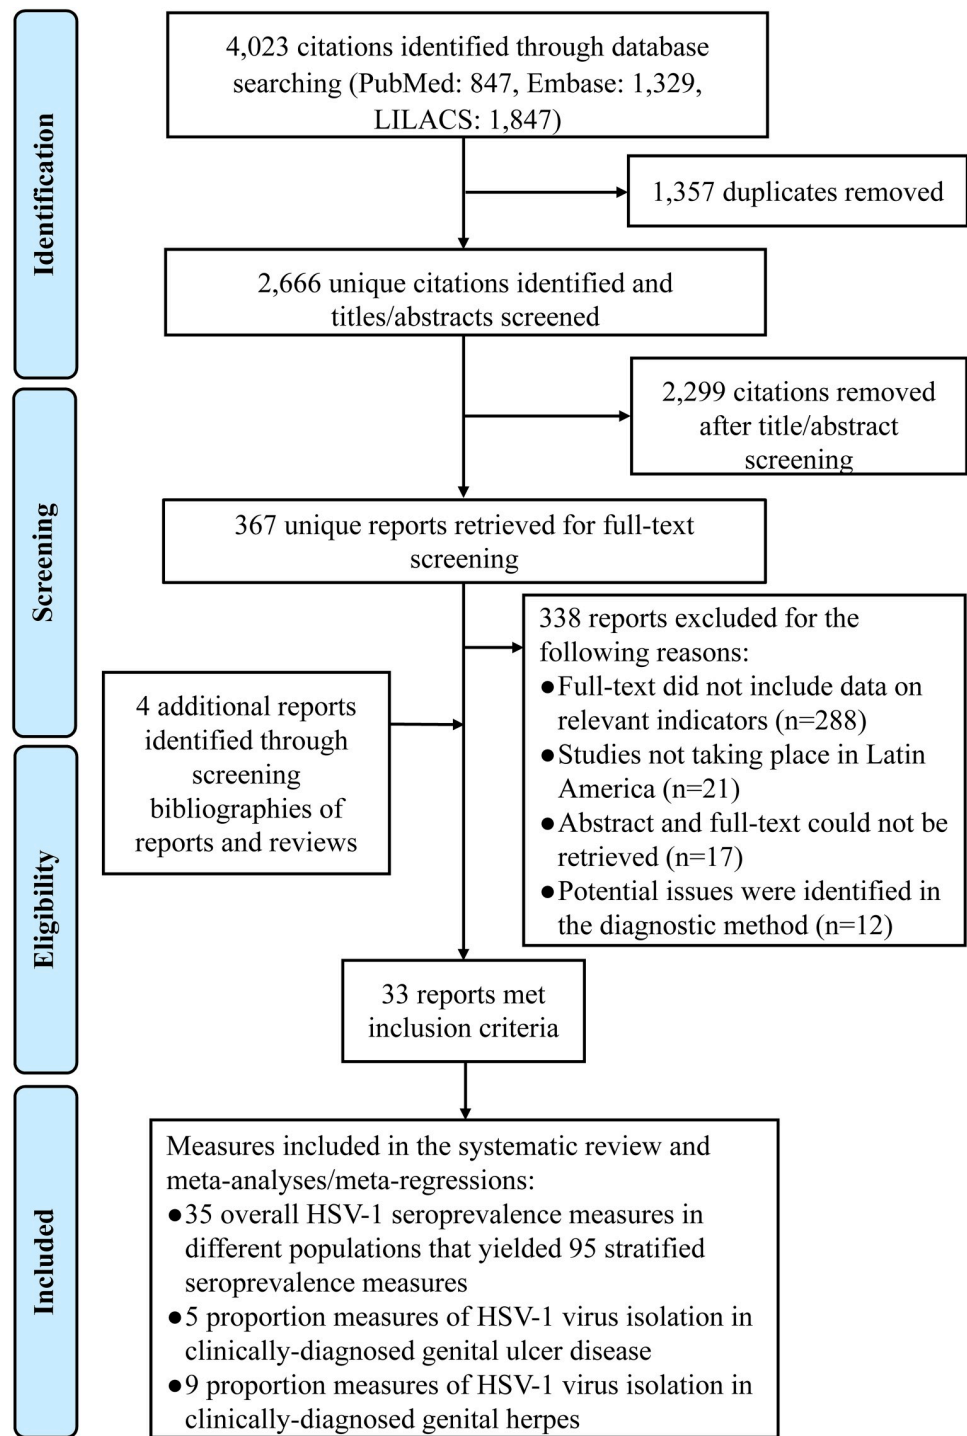 Identification
4,023 citations identified through database
searching (PubMed: 847, Embase: 1,329,
LILACS: 1,847)
1,357 duplicates removed
2,666 unique citations identified and
titles/abstracts screened
Screening
2,299 citations removed
after title/abstract
screening
367 unique reports retrieved for full-text
screening
338 reports excluded for the
following reasons:
●Full-text did not include data on
relevant indicators (n=288)
●Studies not taking place in Latin
America (n=21)
●Abstract and full-text could not be
retrieved (n=17)
●Potential issues were identified in
the diagnostic method (n=12)
4 additional reports
identified through
screening
bibliographies of
reports and reviews
Eligibility
33 reports met
inclusion criteria
Included
Measures included in the systematic review and
meta-analyses/meta-regressions:
●35 overall HSV-1 seroprevalence measures in
different populations that yielded 95 stratified
seroprevalence measures
●5 proportion measures of HSV-1 virus isolation in
clinically-diagnosed genital ulcer disease
●9 proportion measures of HSV-1 virus isolation in
clinically-diagnosed genital herpes